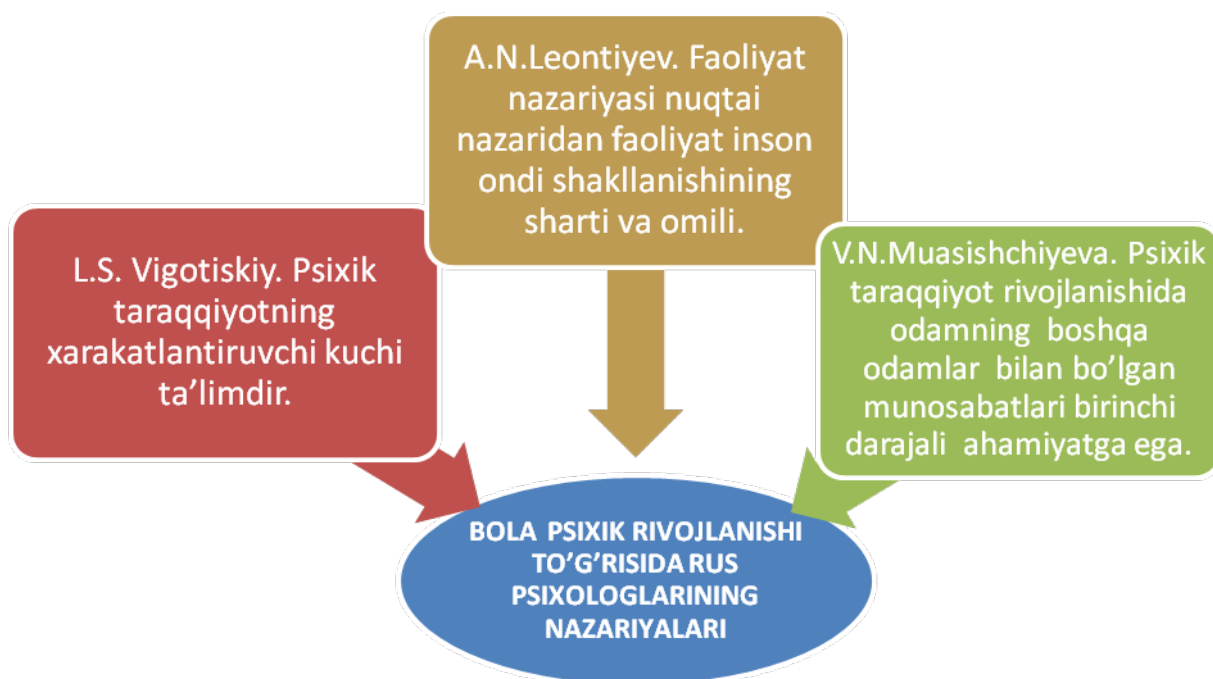 A.N.Leontiyev. Faoliyat
nazariyasi nuqtai
nazaridan faoliyat inson
ondi shakllanishining
sharti va omili.
L.S. Vigotiskiy. Psixik
taraqqiyotning
xarakatlantiruvchi kuchi
ta’limdir.
V.N.Muasishchiyeva. Psixik
taraqqiyot rivojlanishida
odamning boshqa
odamlar bilan bo’lgan
munosabatlari birinchi
darajali ahamiyatga ega.
BOLA PSIXIK RIVOJLANISHI
TO’G’RISIDA RUS
PSIXOLOGLARINING
NAZARIYALARI